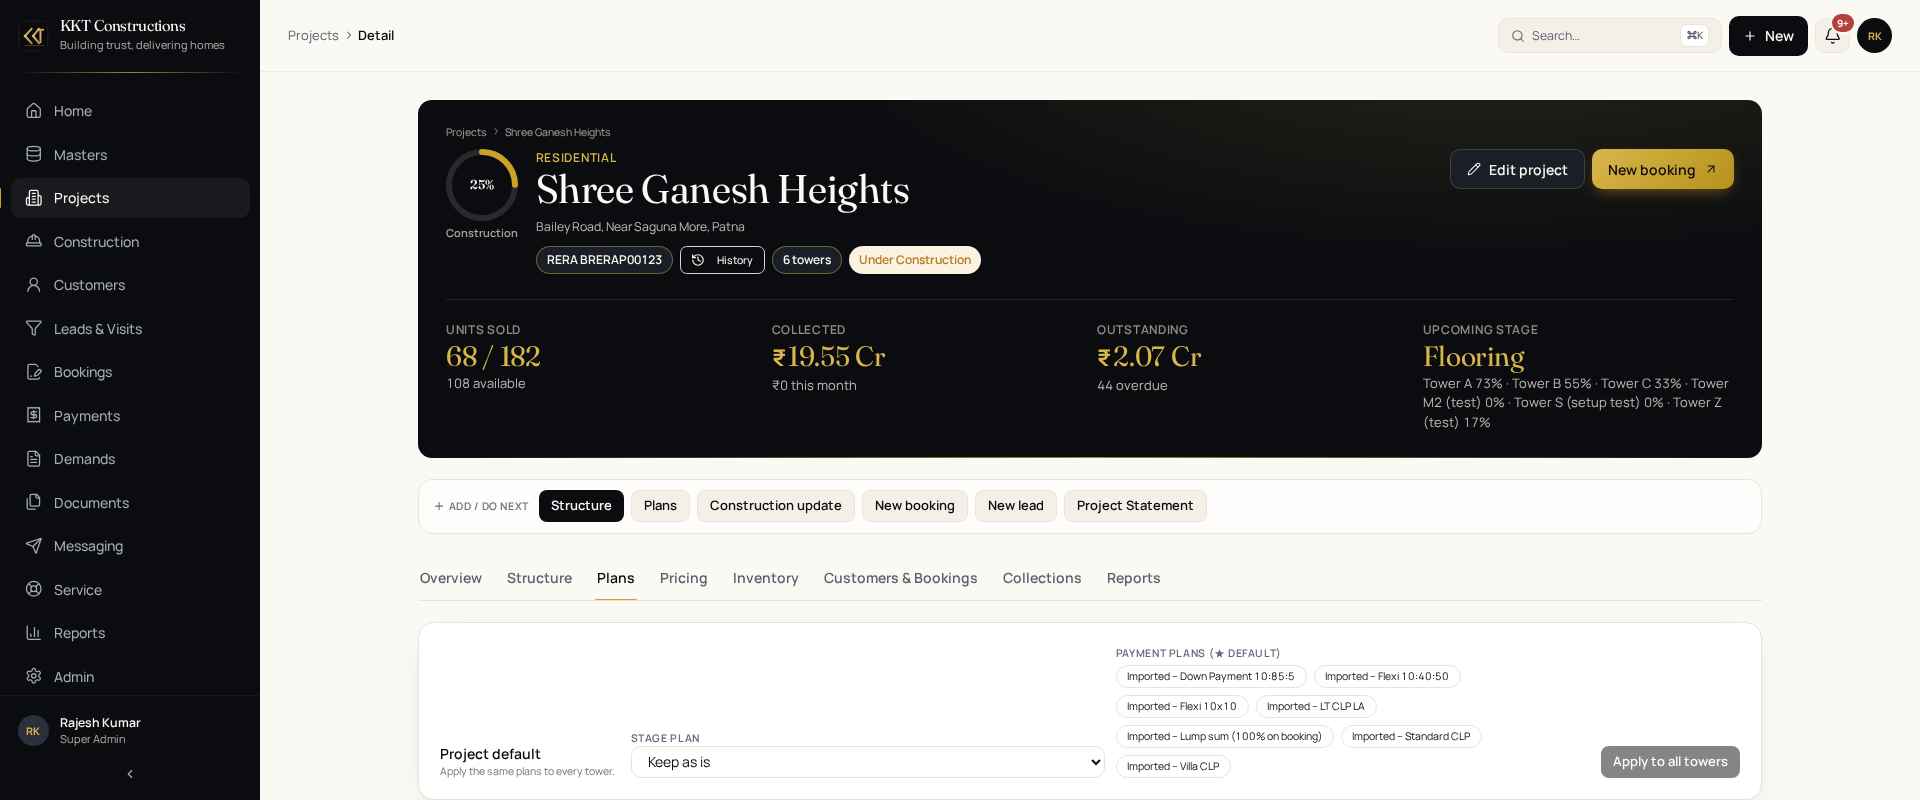 KKT Constructions
Building trust, delivering homes
Home
Masters
Projects
Construction
Customers
Leads & Visits
Bookings
Payments
Demands
Documents
Messaging
Service
Reports
Admin
RK
Rajesh Kumar
Super Admin
Projects > Detail
Search...
⌘K
+ New
9+
RK
Projects > Shree Ganesh Heights
25%
Construction
RESIDENTIAL
Shree Ganesh Heights
Bailey Road, Near Saguna More, Patna
RERA BRERAP00123
History
6 towers
Under Construction
Edit project
New booking
UNITS SOLD
68 / 182
108 available
COLLECTED
₹19.55 Cr
₹0 this month
OUTSTANDING
₹2.07 Cr
44 overdue
UPCOMING STAGE
Flooring
Tower A 73% · Tower B 55% · Tower C 33% · Tower
M2 (test) 0% · Tower S (setup test) 0% · Tower Z
(test) 17%
+ ADD / DO NEXT
Structure
Plans
Construction update
New booking
New lead
Project Statement
Overview
Structure
Plans
Pricing
Inventory
Customers & Bookings
Collections
Reports
Project default
Apply the same plans to every tower.
STAGE PLAN
Keep as is
PAYMENT PLANS (★ DEFAULT)
Imported – Down Payment 10:85:5
Imported – Flexi 10:40:50
Imported – Flexi 10x10
Imported – LT CLP LA
Imported – Lump sum (100% on booking)
Imported – Standard CLP
Imported – Villa CLP
Apply to all towers